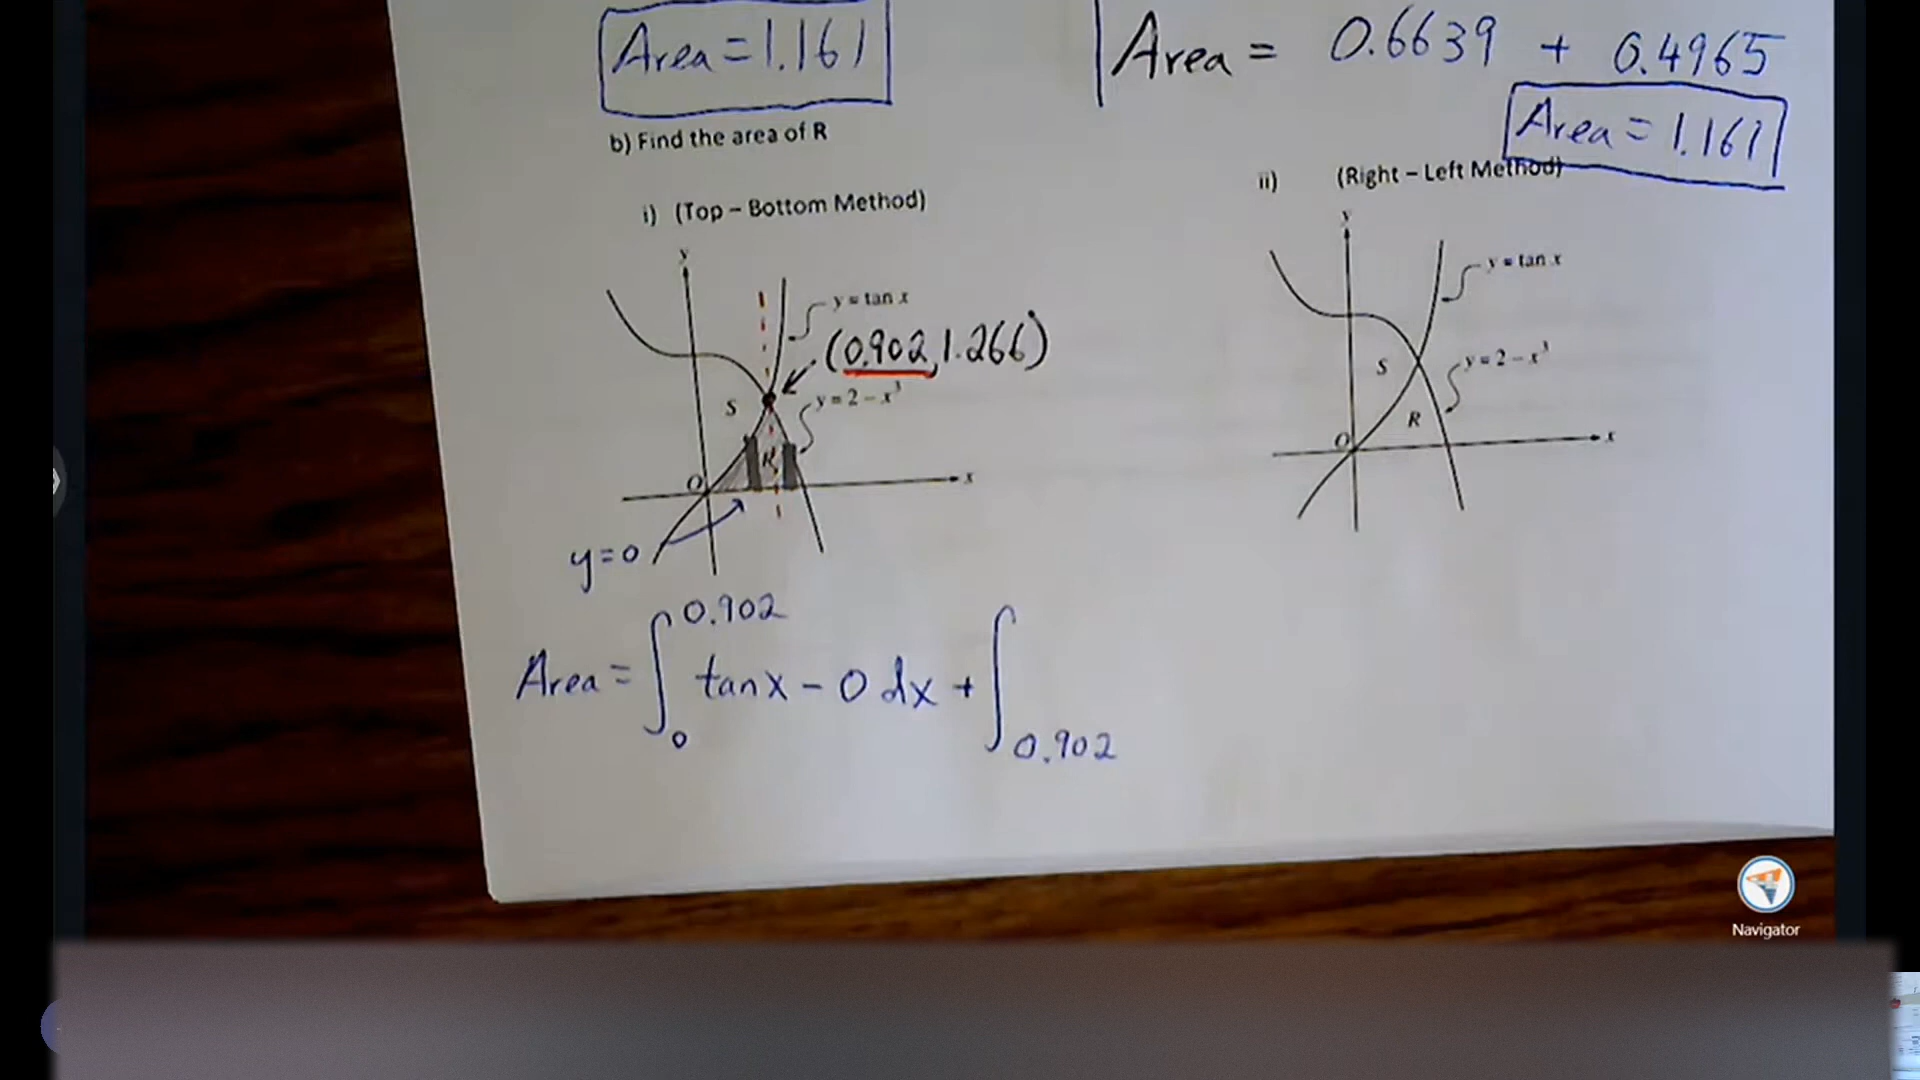 Area = 1.161
Area = 0.6639 + 0.4965
Area = 1.161
b) Find the area of R
i) (Top – Bottom Method)
y
y = tan x
(0.902, 1.266)
y = 2 – x³
S
R
O
x
y=0
Area = ∫ 0 0.902 tanx - 0 dx + ∫ 0.902
ii) (Right – Left Method)
y
y = tan x
S
y = 2 – x³
R
O
x
Navigator